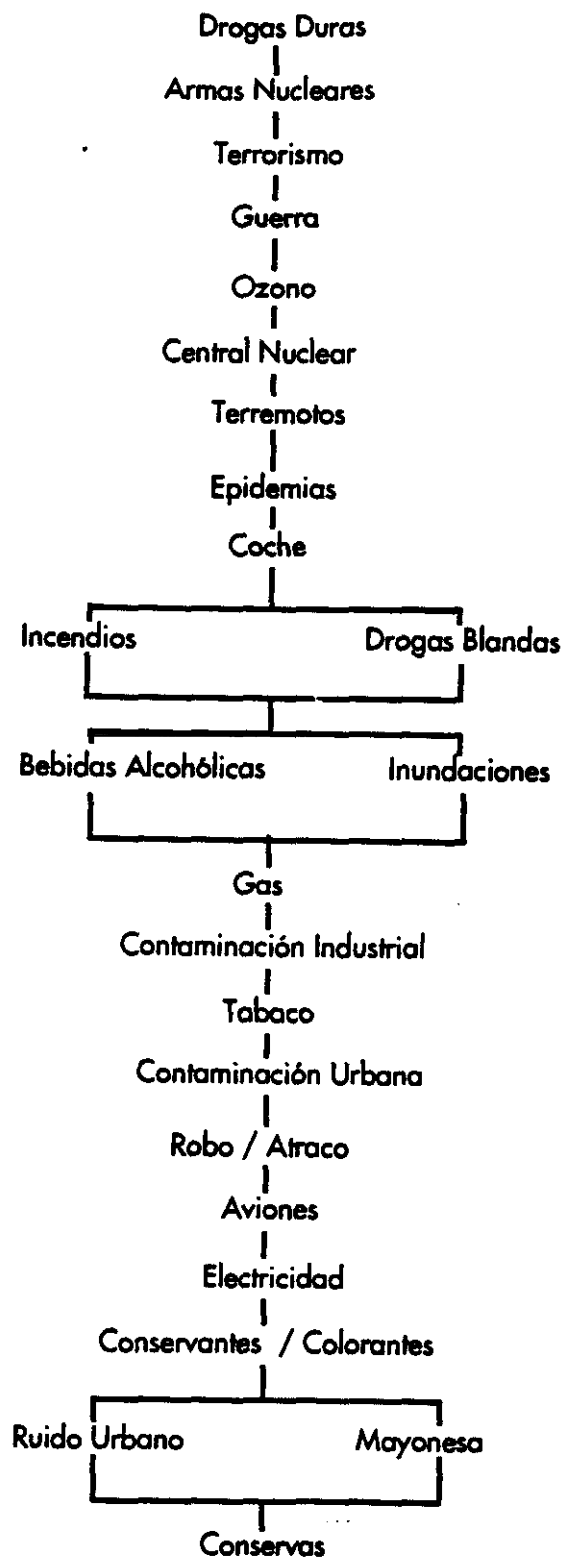 Drogas Duras
Armas Nucleares
Terrorismo
Guerra
Ozono
Central Nuclear
Terremotos
Epidemias
Coche
Incendios Drogas Blandas
Bebidas Alcohólicas Inundaciones
Gas
Contaminación Industrial
Tabaco
Contaminación Urbana
Robo / Atraco
Aviones
Electricidad
Conservantes / Colorantes
Ruido Urbano Mayonesa
Conservas